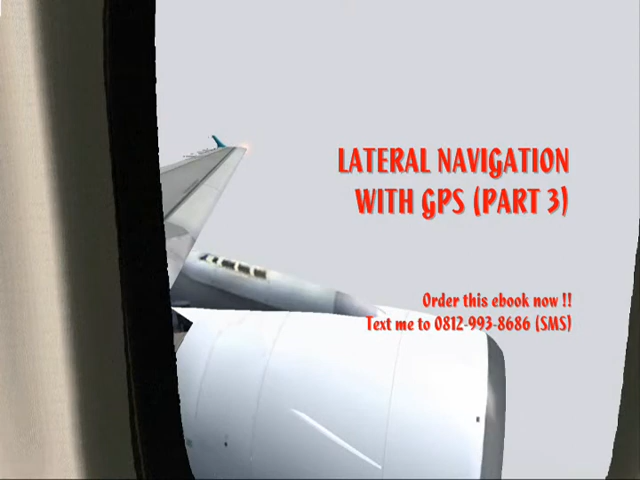 LATERAL NAVIGATION
WITH GPS (PART 3)
Order this ebook now !!
Text me to 0812-993-8686 (SMS)